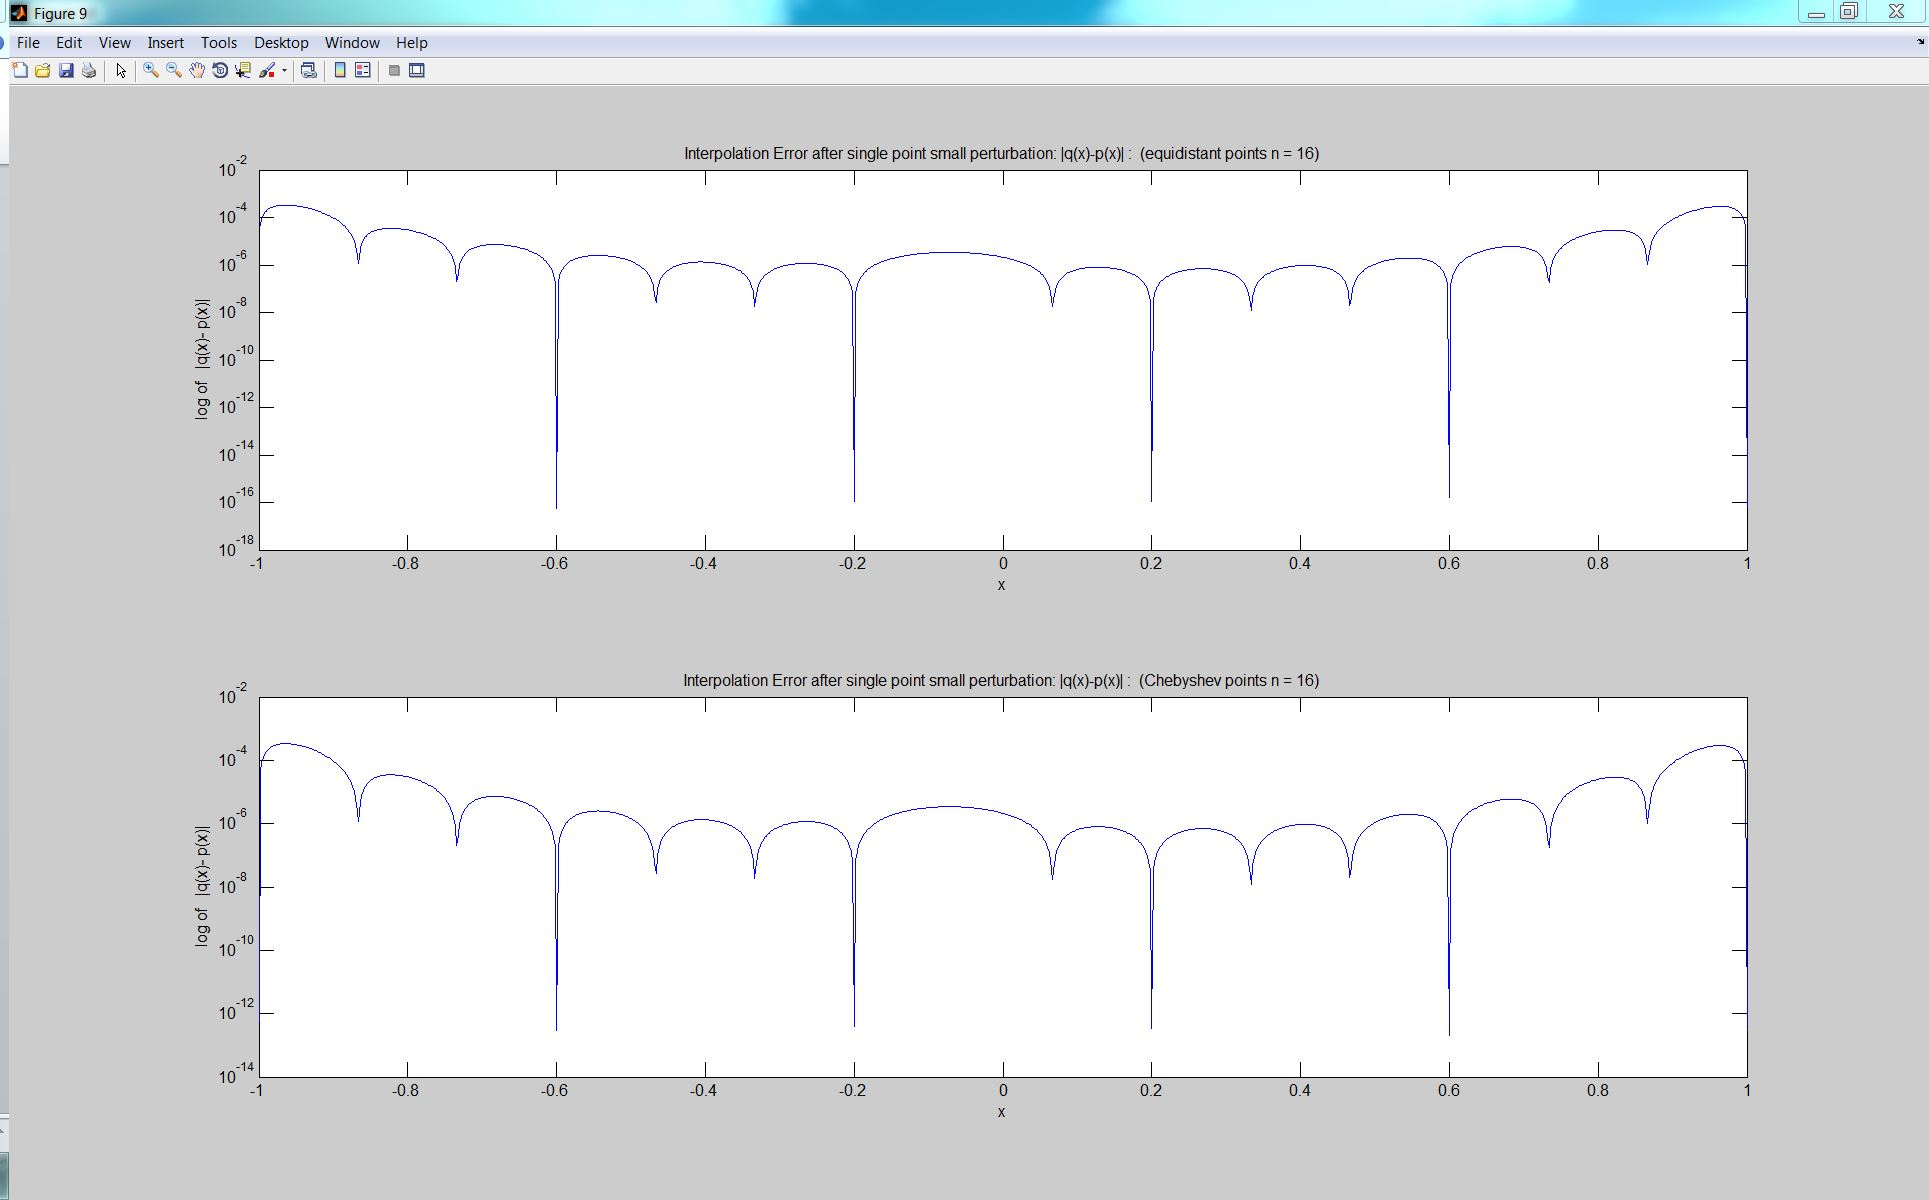 Figure 9
File Edit View Insert Tools Desktop Window Help
Interpolation Error after single point small perturbation: |q(x)-p(x)| : (equidistant points n = 16)
log of |q(x)- p(x)|
10^-2
10^-4
10^-6
10^-8
10^-10
10^-12
10^-14
10^-16
10^-18
-1 -0.8 -0.6 -0.4 -0.2 0 0.2 0.4 0.6 0.8 1
x
Interpolation Error after single point small perturbation: |q(x)-p(x)| : (Chebyshev points n = 16)
log of |q(x)- p(x)|
10^-2
10^-4
10^-6
10^-8
10^-10
10^-12
10^-14
-1 -0.8 -0.6 -0.4 -0.2 0 0.2 0.4 0.6 0.8 1
x